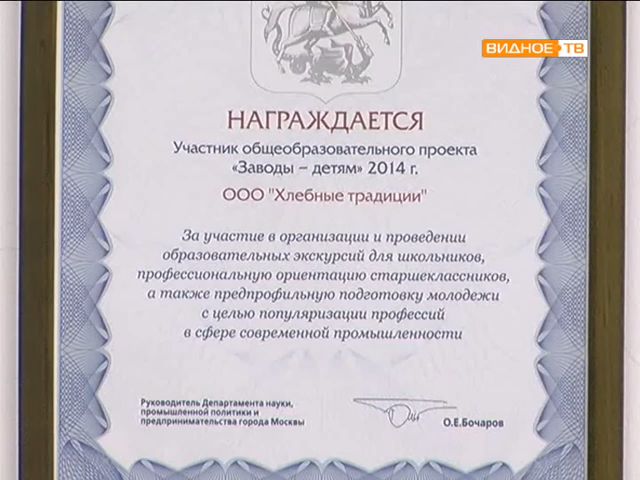 ВИДНОЕ ТВ
НАГРАЖДАЕТСЯ
Участник общеобразовательного проекта
«Заводы – детям» 2014 г.
ООО "Хлебные традиции"
За участие в организации и проведении
образовательных экскурсий для школьников,
профессиональную ориентацию старшеклассников,
а также предпрофильную подготовку молодежи
с целью популяризации профессий
в сфере современной промышленности
Руководитель Департамента науки,
промышленной политики и
предпринимательства города Москвы
О.Е.Бочаров